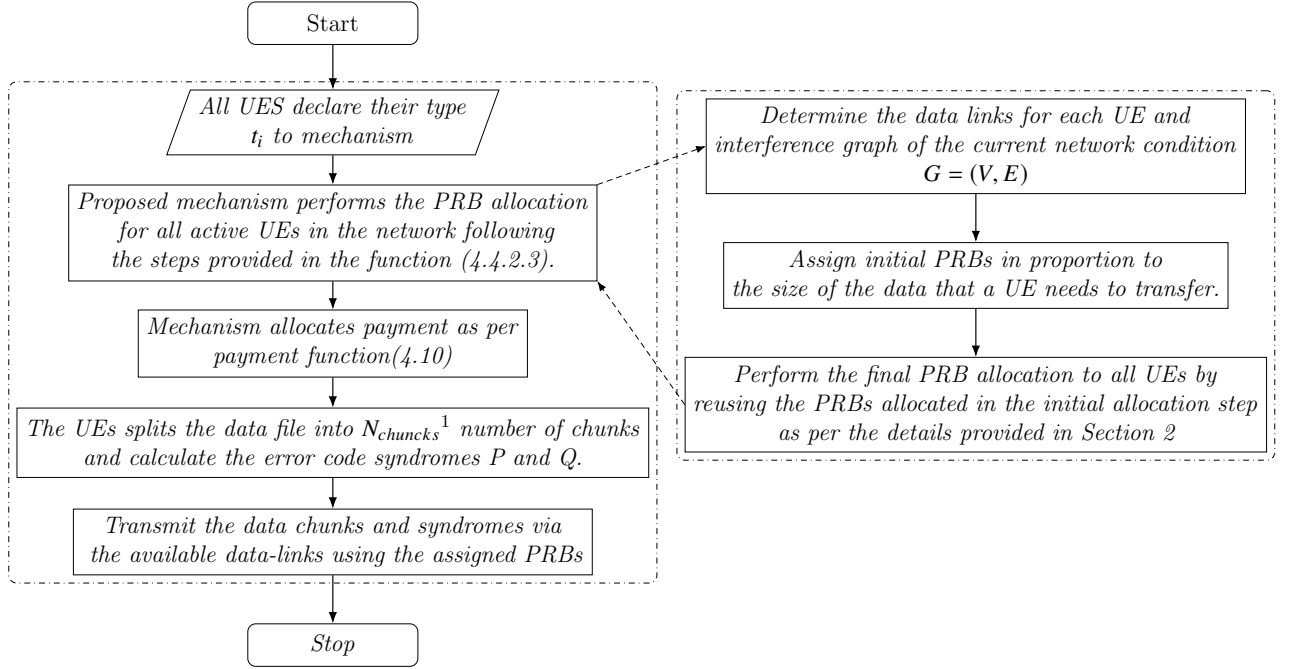 Start
All UES declare their type
t_i to mechanism
Proposed mechanism performs the PRB allocation
for all active UEs in the network following
the steps provided in the function (4.4.2.3).
Mechanism allocates payment as per
payment function(4.10)
The UEs splits the data file into N_chuncks^1 number of chunks
and calculate the error code syndromes P and Q.
Transmit the data chunks and syndromes via
the available data-links using the assigned PRBs
Stop
Determine the data links for each UE and
interference graph of the current network condition
G = (V, E)
Assign initial PRBs in proportion to
the size of the data that a UE needs to transfer.
Perform the final PRB allocation to all UEs by
reusing the PRBs allocated in the initial allocation step
as per the details provided in Section 2